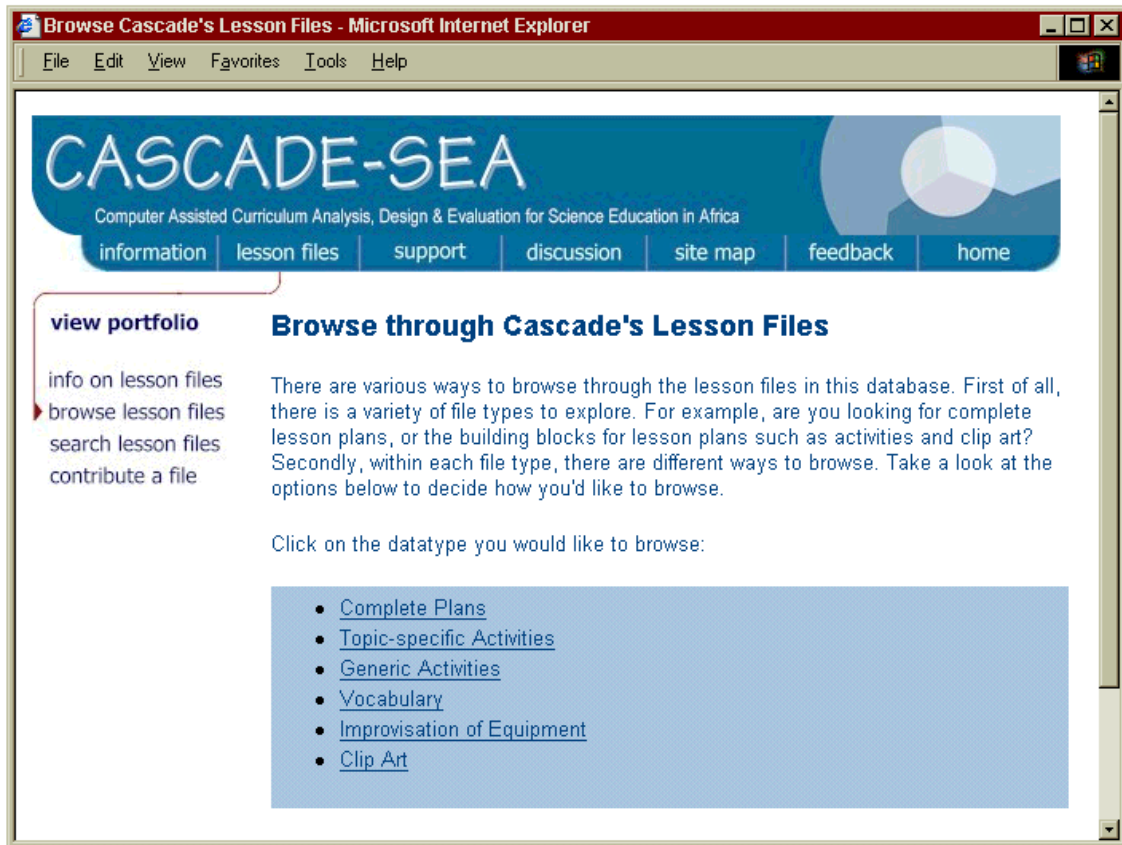 Browse Cascade's Lesson Files - Microsoft Internet Explorer
File Edit View Favorites Tools Help
CASCADE-SEA
Computer Assisted Curriculum Analysis, Design & Evaluation for Science Education in Africa
information lesson files support discussion site map feedback home
view portfolio
info on lesson files
browse lesson files
search lesson files
contribute a file
Browse through Cascade's Lesson Files
There are various ways to browse through the lesson files in this database. First of all,
there is a variety of file types to explore. For example, are you looking for complete
lesson plans, or the building blocks for lesson plans such as activities and clip art?
Secondly, within each file type, there are different ways to browse. Take a look at the
options below to decide how you'd like to browse.
Click on the datatype you would like to browse:
Complete Plans
Topic-specific Activities
Generic Activities
Vocabulary
Improvisation of Equipment
Clip Art